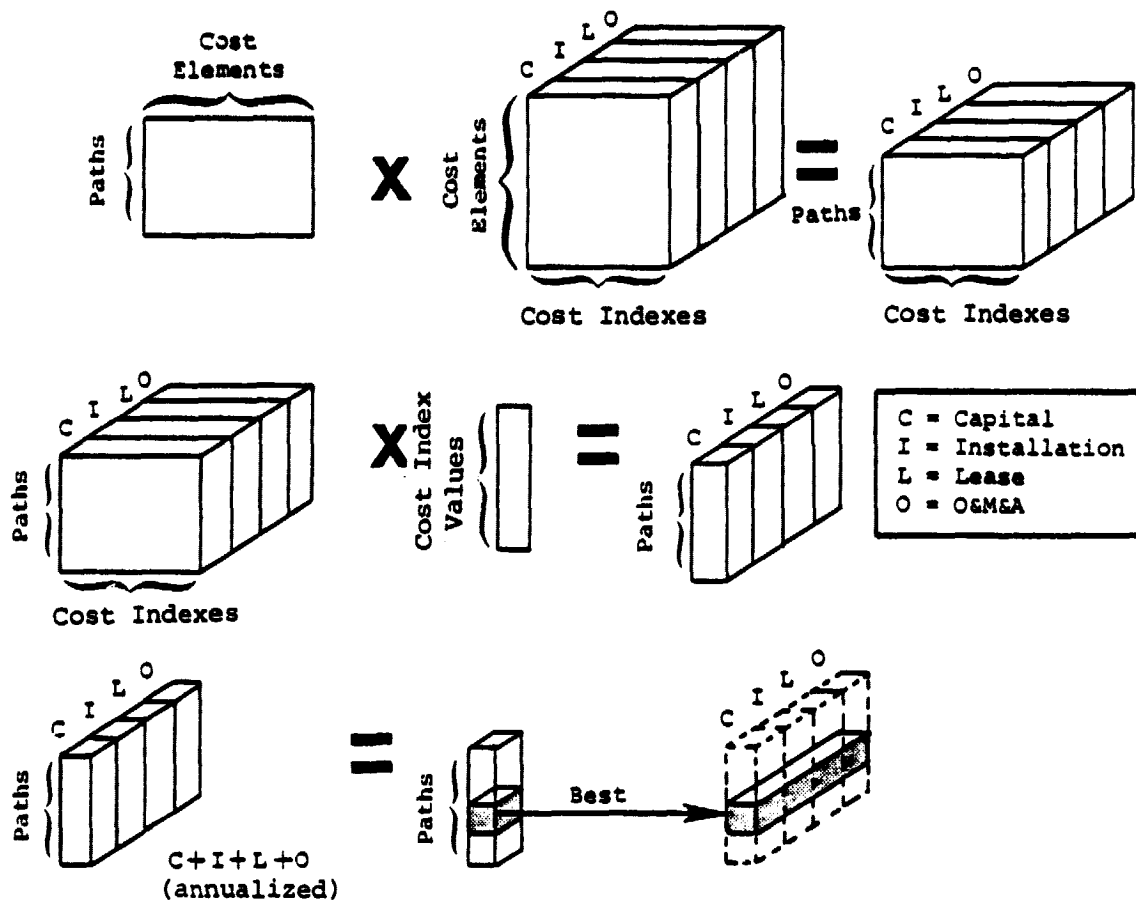 Cost
Elements
Paths
X
C I L O
Cost
Elements
Cost Indexes
=
C I L O
Paths
Cost Indexes
C I L O
Paths
Cost Indexes
X
Cost Index
Values
=
C I L O
Paths
C = Capital
I = Installation
L = Lease
O = O&M&A
C I L O
Paths
C+I+L+O
(annualized)
=
Paths
Best
C I L O